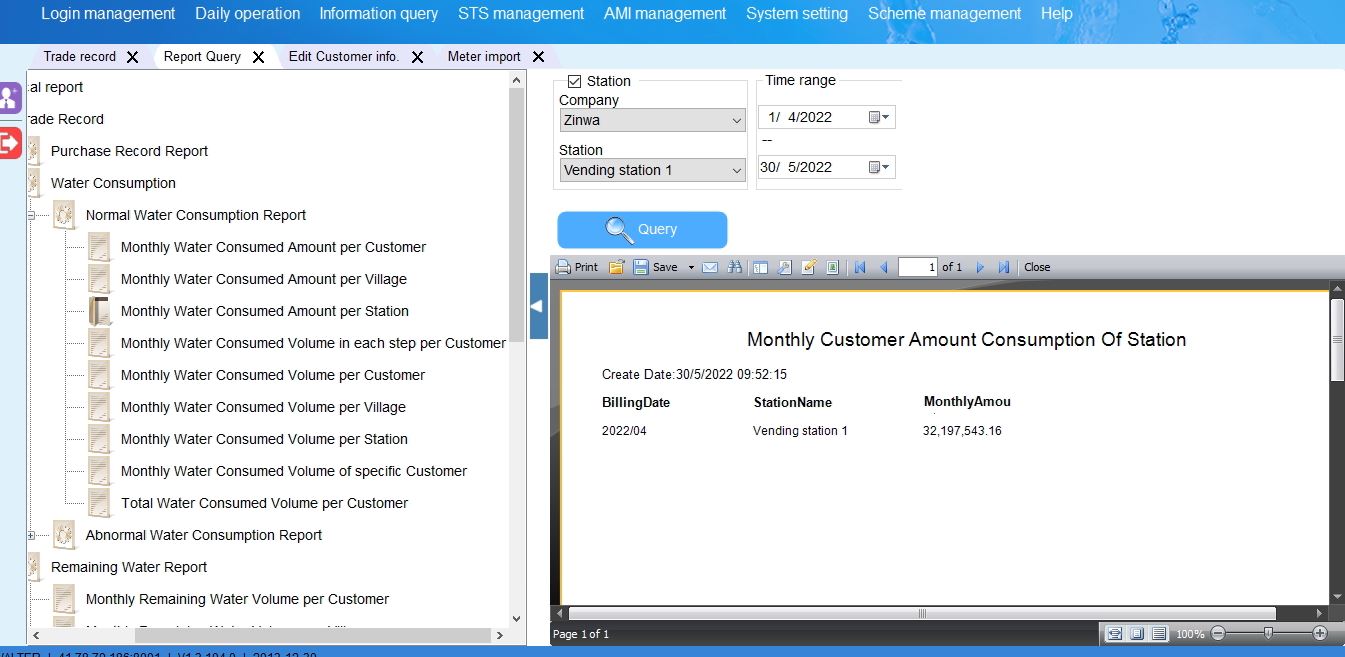 Login management Daily operation Information query STS management AMI management System setting Scheme management Help
Trade record Report Query Edit Customer info. Meter import
al report
rade Record
Purchase Record Report
Water Consumption
Normal Water Consumption Report
Monthly Water Consumed Amount per Customer
Monthly Water Consumed Amount per Village
Monthly Water Consumed Amount per Station
Monthly Water Consumed Volume in each step per Customer
Monthly Water Consumed Volume per Customer
Monthly Water Consumed Volume per Village
Monthly Water Consumed Volume per Station
Monthly Water Consumed Volume of specific Customer
Total Water Consumed Volume per Customer
Abnormal Water Consumption Report
Remaining Water Report
Monthly Remaining Water Volume per Customer
Station
Company
Zinwa
Station
Vending station 1
Time range
1/ 4/2022
--
30/ 5/2022
Query
Print Save 1 of 1 Close
Monthly Customer Amount Consumption Of Station
Create Date:30/5/2022 09:52:15
BillingDate StationName MonthlyAmou
2022/04 Vending station 1 32,197,543.16
Page 1 of 1 100%